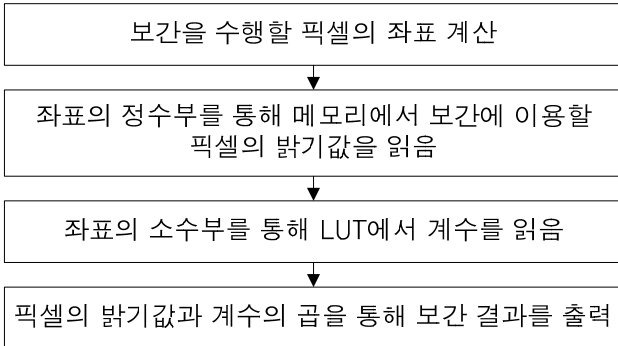 보간을 수행할 픽셀의 좌표 계산
좌표의 정수부를 통해 메모리에서 보간에 이용할
픽셀의 밝기값을 읽음
좌표의 소수부를 통해 LUT에서 계수를 읽음
픽셀의 밝기값과 계수의 곱을 통해 보간 결과를 출력